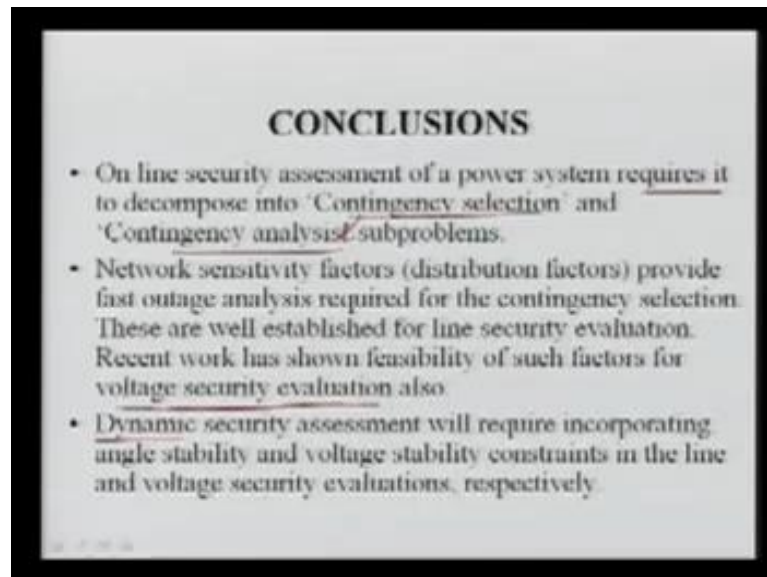 CONCLUSIONS
• On line security assessment of a power system requires it
to decompose into 'Contingency selection' and
'Contingency analysis' subproblems.
• Network sensitivity factors (distribution factors) provide
fast outage analysis required for the contingency selection.
These are well established for line security evaluation.
Recent work has shown feasibility of such factors for
voltage security evaluation also.
• Dynamic security assessment will require incorporating
angle stability and voltage stability constraints in the line
and voltage security evaluations, respectively.